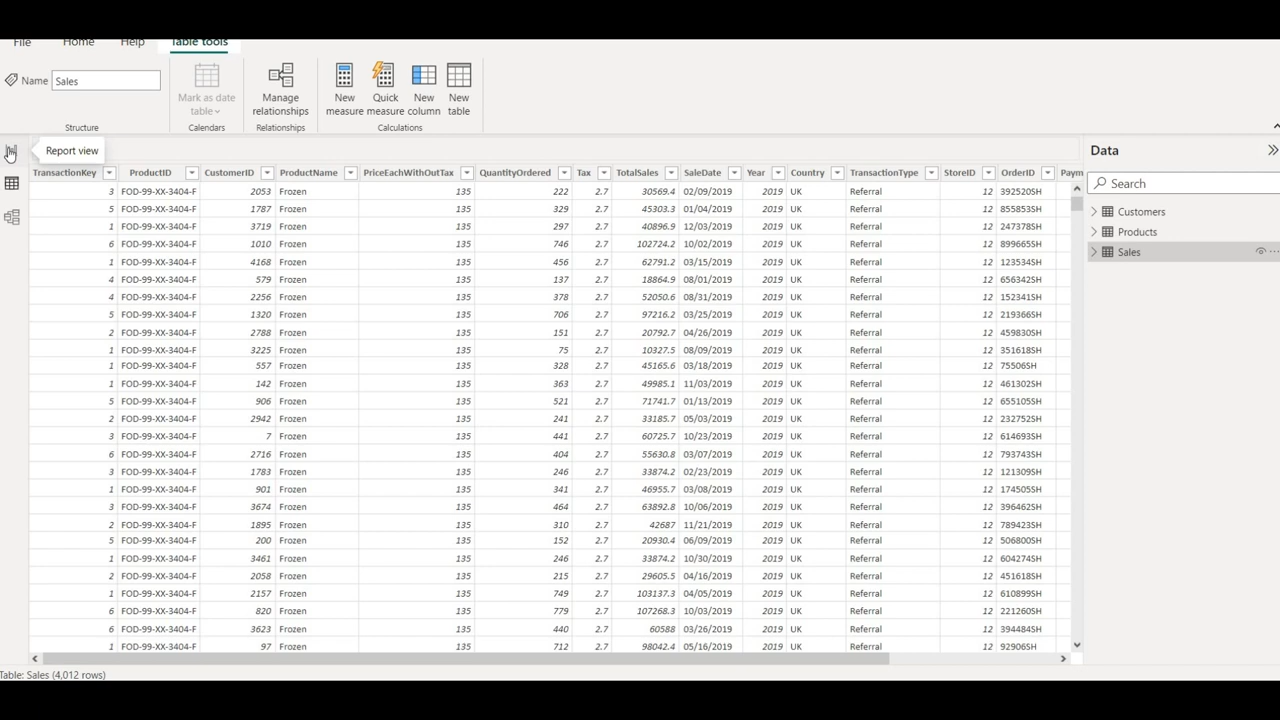 File Home Help Table tools
Name Sales
Mark as date table
Manage relationships
New measure
Quick measure
New column
New table
Structure Calendars Relationships Calculations
Report view
TransactionKey ProductID CustomerID ProductName PriceEachWithOutTax QuantityOrdered Tax TotalSales SaleDate Year Country TransactionType StoreID OrderID Paym
3 FOD-99-XX-3404-F 2053 Frozen 135 222 2.7 30569.4 02/09/2019 2019 UK Referral 12 392520SH
5 FOD-99-XX-3404-F 1787 Frozen 135 329 2.7 45303.3 01/04/2019 2019 UK Referral 12 855853SH
1 FOD-99-XX-3404-F 3719 Frozen 135 297 2.7 40896.9 12/03/2019 2019 UK Referral 12 247378SH
6 FOD-99-XX-3404-F 1010 Frozen 135 746 2.7 102724.2 10/02/2019 2019 UK Referral 12 899665SH
1 FOD-99-XX-3404-F 4168 Frozen 135 456 2.7 62791.2 03/15/2019 2019 UK Referral 12 123534SH
4 FOD-99-XX-3404-F 579 Frozen 135 137 2.7 18864.9 08/01/2019 2019 UK Referral 12 656342SH
4 FOD-99-XX-3404-F 2256 Frozen 135 378 2.7 52050.6 08/31/2019 2019 UK Referral 12 152341SH
5 FOD-99-XX-3404-F 1320 Frozen 135 706 2.7 97216.2 03/25/2019 2019 UK Referral 12 219366SH
2 FOD-99-XX-3404-F 2788 Frozen 135 151 2.7 20792.7 04/26/2019 2019 UK Referral 12 459830SH
1 FOD-99-XX-3404-F 3225 Frozen 135 75 2.7 10327.5 08/09/2019 2019 UK Referral 12 351618SH
1 FOD-99-XX-3404-F 557 Frozen 135 328 2.7 45165.6 03/18/2019 2019 UK Referral 12 75506SH
1 FOD-99-XX-3404-F 142 Frozen 135 363 2.7 49985.1 11/03/2019 2019 UK Referral 12 461302SH
5 FOD-99-XX-3404-F 906 Frozen 135 521 2.7 71741.7 01/13/2019 2019 UK Referral 12 655105SH
2 FOD-99-XX-3404-F 2942 Frozen 135 241 2.7 33185.7 05/03/2019 2019 UK Referral 12 232752SH
3 FOD-99-XX-3404-F 7 Frozen 135 441 2.7 60725.7 10/23/2019 2019 UK Referral 12 614693SH
6 FOD-99-XX-3404-F 2716 Frozen 135 404 2.7 55630.8 03/07/2019 2019 UK Referral 12 793743SH
3 FOD-99-XX-3404-F 1783 Frozen 135 246 2.7 33874.2 02/23/2019 2019 UK Referral 12 121309SH
1 FOD-99-XX-3404-F 901 Frozen 135 341 2.7 46955.7 03/08/2019 2019 UK Referral 12 174505SH
3 FOD-99-XX-3404-F 3674 Frozen 135 464 2.7 63892.8 10/06/2019 2019 UK Referral 12 396462SH
2 FOD-99-XX-3404-F 1895 Frozen 135 310 2.7 42687 11/21/2019 2019 UK Referral 12 789423SH
5 FOD-99-XX-3404-F 200 Frozen 135 152 2.7 20930.4 06/09/2019 2019 UK Referral 12 506800SH
1 FOD-99-XX-3404-F 3461 Frozen 135 246 2.7 33874.2 10/30/2019 2019 UK Referral 12 604274SH
2 FOD-99-XX-3404-F 2058 Frozen 135 215 2.7 29605.5 04/16/2019 2019 UK Referral 12 451618SH
1 FOD-99-XX-3404-F 2157 Frozen 135 749 2.7 103137.3 04/05/2019 2019 UK Referral 12 610899SH
6 FOD-99-XX-3404-F 820 Frozen 135 779 2.7 107268.3 10/03/2019 2019 UK Referral 12 221260SH
6 FOD-99-XX-3404-F 3623 Frozen 135 440 2.7 60588 03/26/2019 2019 UK Referral 12 394484SH
1 FOD-99-XX-3404-F 97 Frozen 135 712 2.7 98042.4 05/16/2019 2019 UK Referral 12 92906SH
Table: Sales (4,012 rows)
Data
Search
Customers
Products
Sales